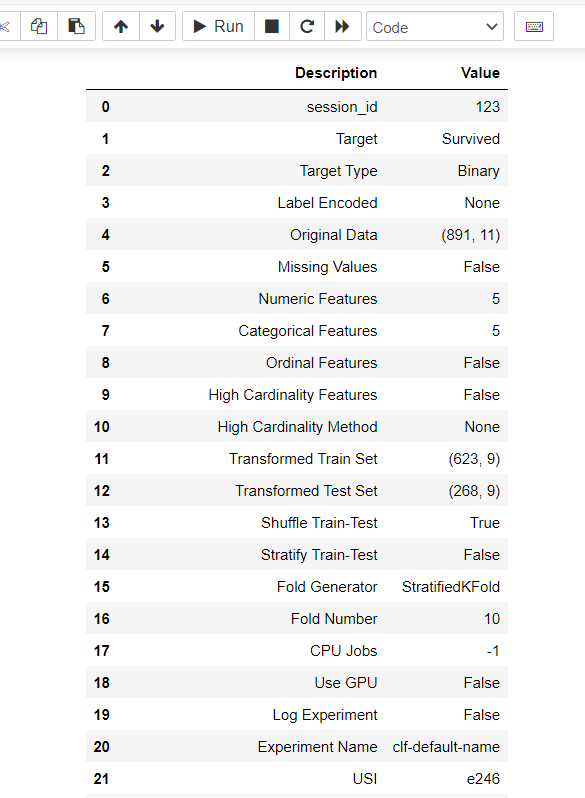 Run Code
Description Value
0 session_id 123
1 Target Survived
2 Target Type Binary
3 Label Encoded None
4 Original Data (891, 11)
5 Missing Values False
6 Numeric Features 5
7 Categorical Features 5
8 Ordinal Features False
9 High Cardinality Features False
10 High Cardinality Method None
11 Transformed Train Set (623, 9)
12 Transformed Test Set (268, 9)
13 Shuffle Train-Test True
14 Stratify Train-Test False
15 Fold Generator StratifiedKFold
16 Fold Number 10
17 CPU Jobs -1
18 Use GPU False
19 Log Experiment False
20 Experiment Name clf-default-name
21 USI e246